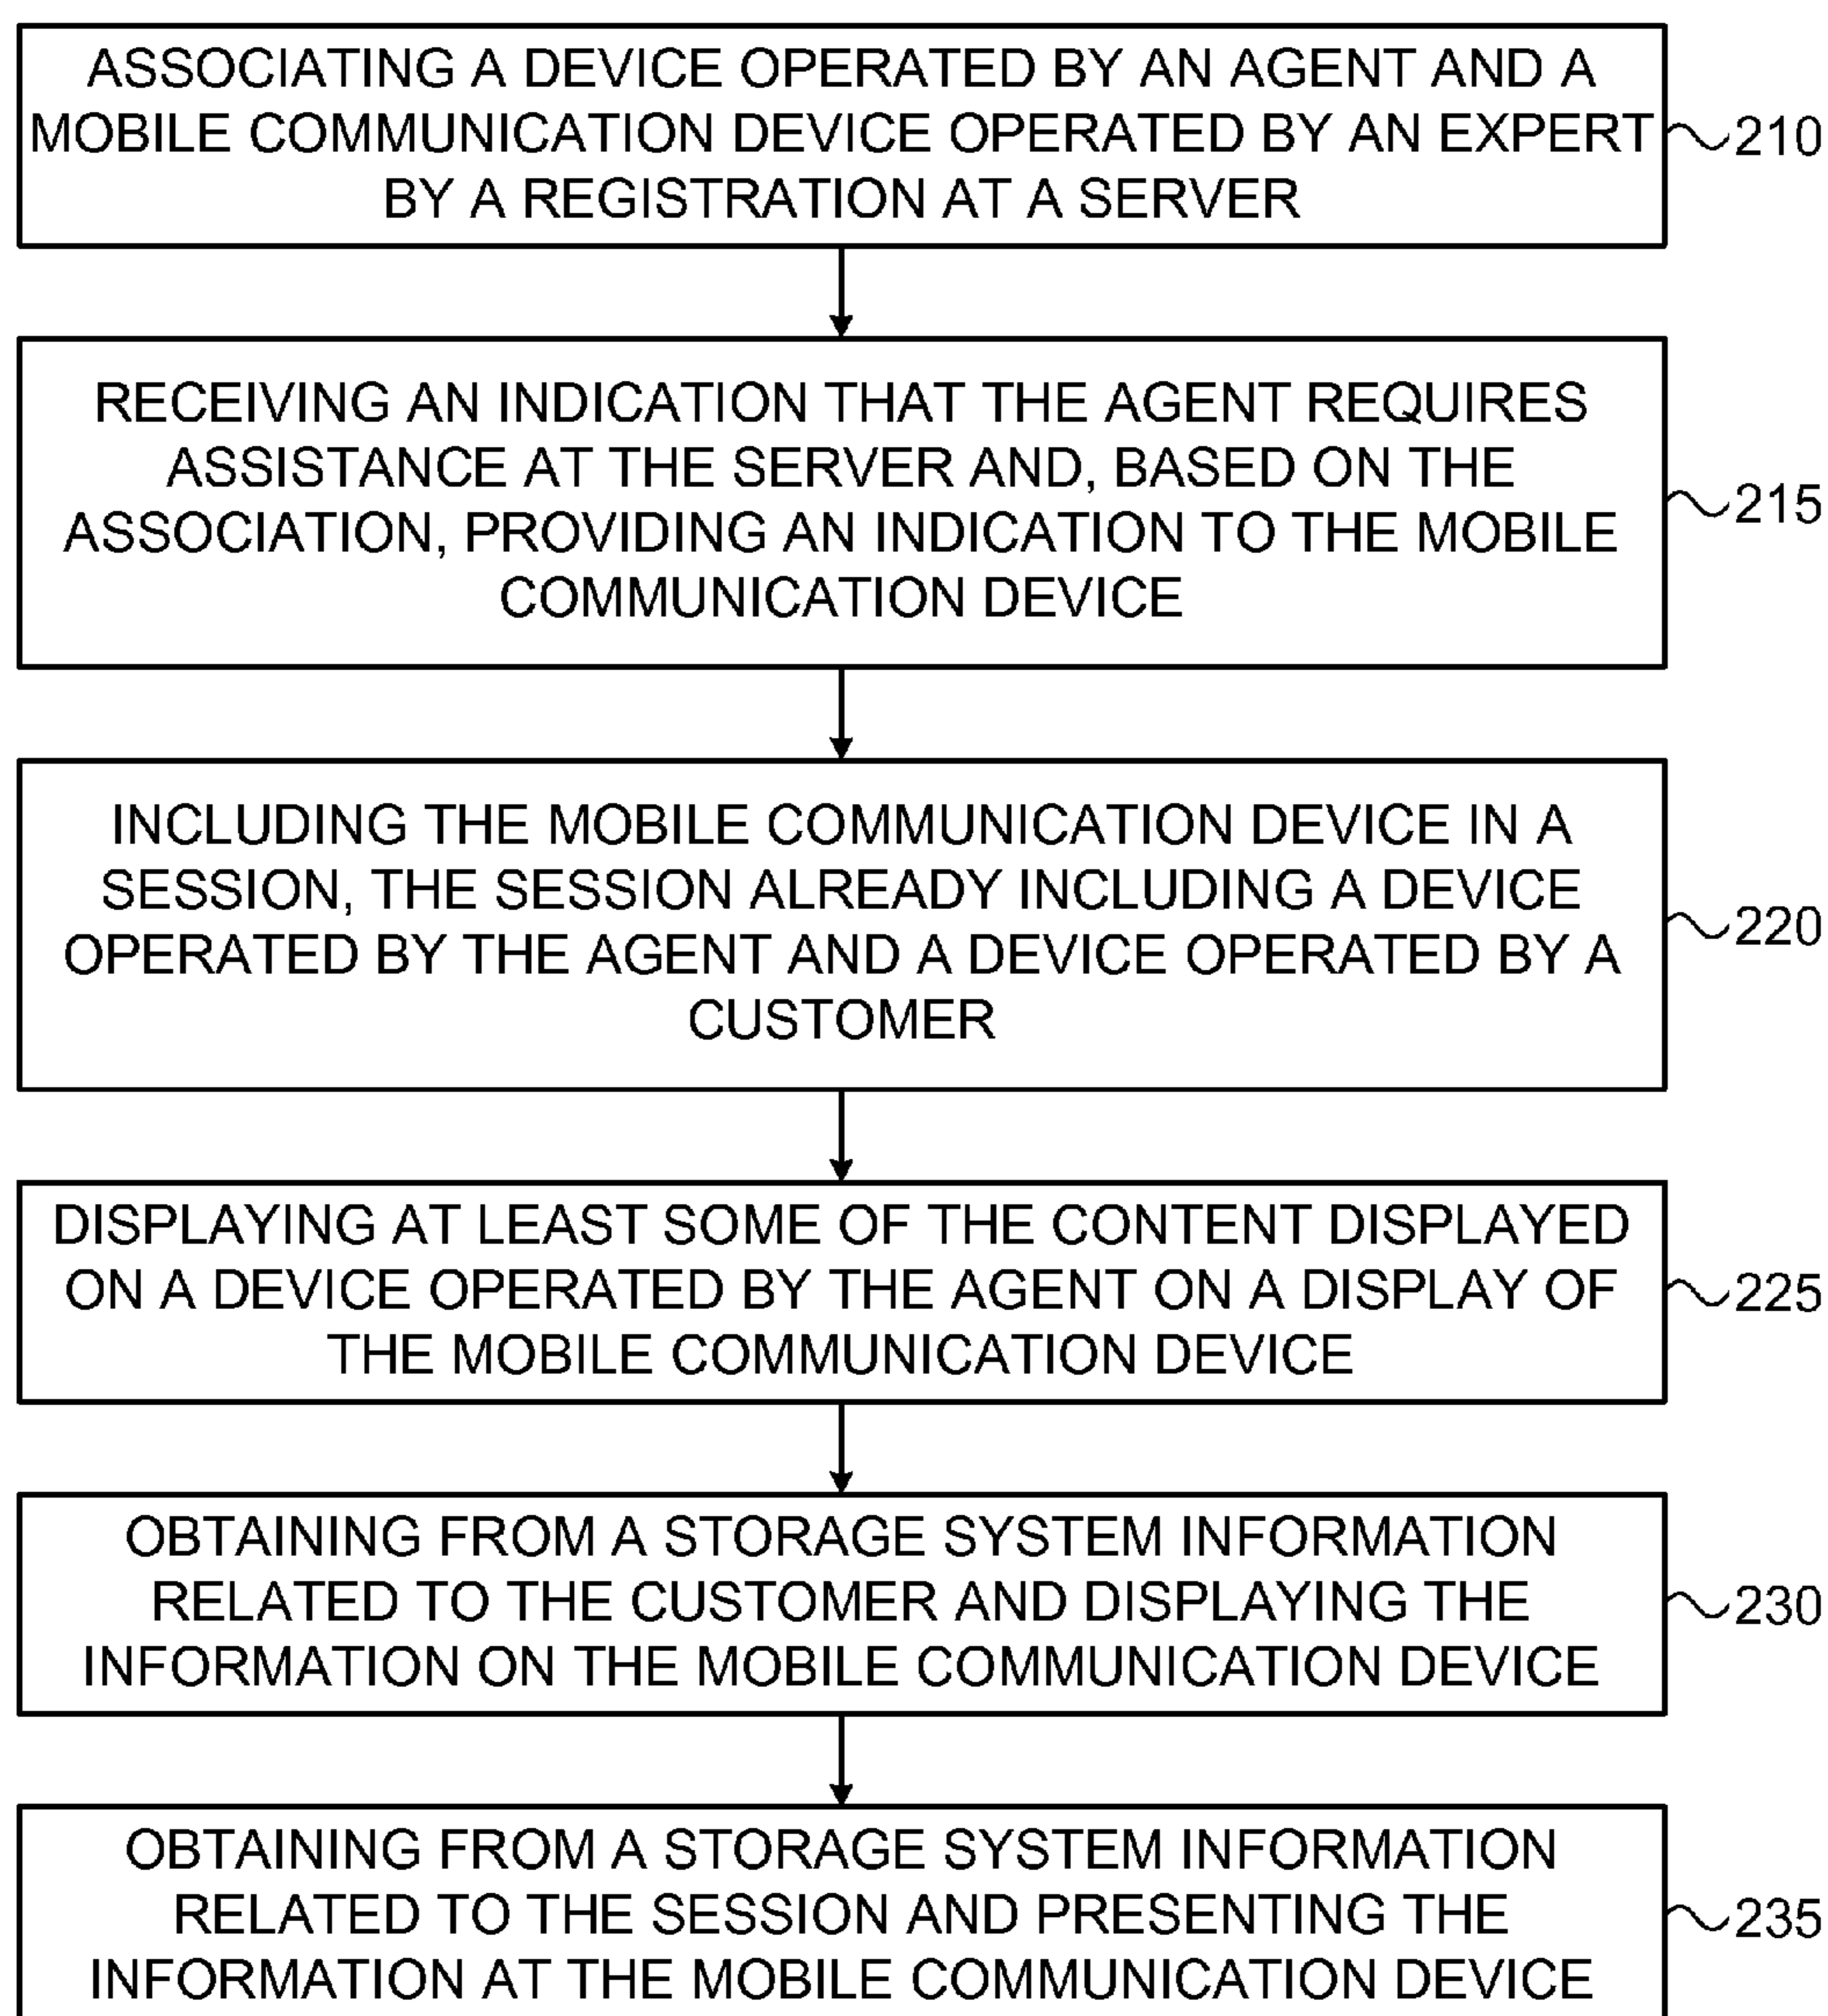 ASSOCIATING A DEVICE OPERATED BY AN AGENT AND A
MOBILE COMMUNICATION DEVICE OPERATED BY AN EXPERT
BY A REGISTRATION AT A SERVER
210
RECEIVING AN INDICATION THAT THE AGENT REQUIRES
ASSISTANCE AT THE SERVER AND, BASED ON THE
ASSOCIATION, PROVIDING AN INDICATION TO THE MOBILE
COMMUNICATION DEVICE
215
INCLUDING THE MOBILE COMMUNICATION DEVICE IN A
SESSION, THE SESSION ALREADY INCLUDING A DEVICE
OPERATED BY THE AGENT AND A DEVICE OPERATED BY A
CUSTOMER
220
DISPLAYING AT LEAST SOME OF THE CONTENT DISPLAYED
ON A DEVICE OPERATED BY THE AGENT ON A DISPLAY OF
THE MOBILE COMMUNICATION DEVICE
225
OBTAINING FROM A STORAGE SYSTEM INFORMATION
RELATED TO THE CUSTOMER AND DISPLAYING THE
INFORMATION ON THE MOBILE COMMUNICATION DEVICE
230
OBTAINING FROM A STORAGE SYSTEM INFORMATION
RELATED TO THE SESSION AND PRESENTING THE
INFORMATION AT THE MOBILE COMMUNICATION DEVICE
235